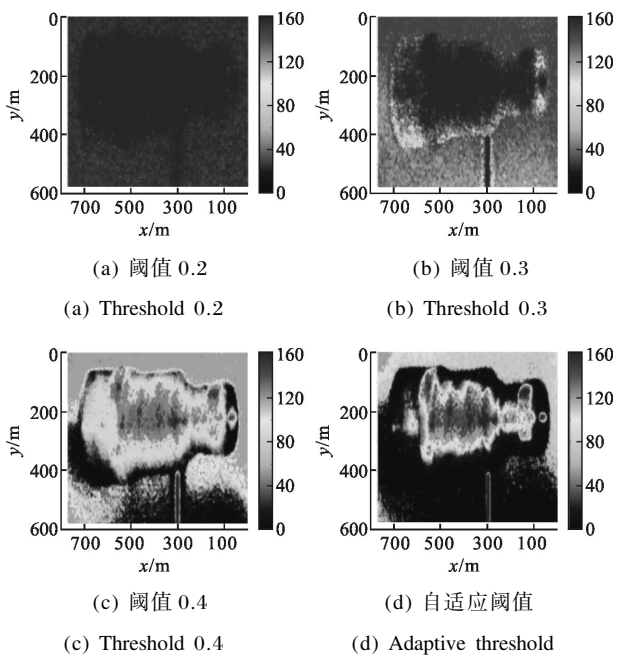 0
200
400
600
y/m
700 500 300 100
x/m
160
120
80
40
0
(a) 阈值 0.2
(a) Threshold 0.2
0
200
400
600
y/m
700 500 300 100
x/m
160
120
80
40
0
(b) 阈值 0.3
(b) Threshold 0.3
0
200
400
600
y/m
700 500 300 100
x/m
160
120
80
40
0
(c) 阈值 0.4
(c) Threshold 0.4
0
200
400
600
y/m
700 500 300 100
x/m
160
120
80
40
0
(d) 自适应阈值
(d) Adaptive threshold